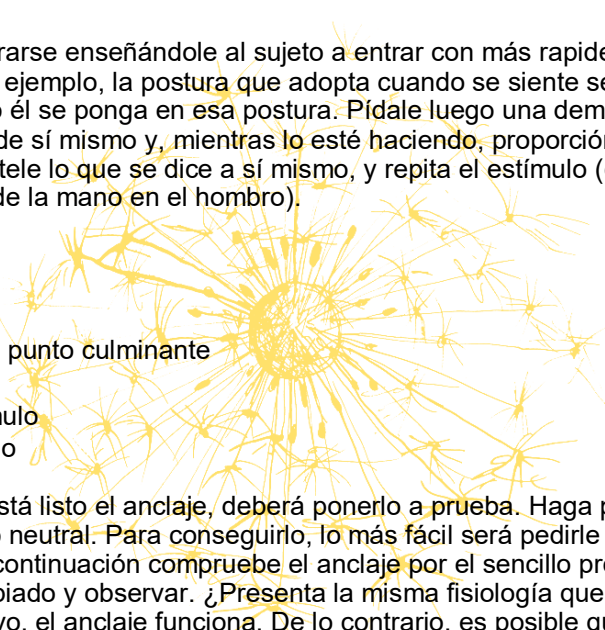 rarse enseñándole al sujeto a entrar con más rapide
ejemplo, la postura que adopta cuando se siente se
o él se ponga en esa postura. Pídale luego una dem
de sí mismo y, mientras lo esté haciendo, proporción
tele lo que se dice a sí mismo, y repita el estímulo (
de la mano en el hombro).
punto culminante
ulo
o
stá listo el anclaje, deberá ponerlo a prueba. Haga p
o neutral. Para conseguirlo, lo más fácil será pedirle
continuación compruebe el anclaje por el sencillo pro
piado y observar. ¿Presenta la misma fisiología que
vo, el anclaje funciona. De lo contrario, es posible qu